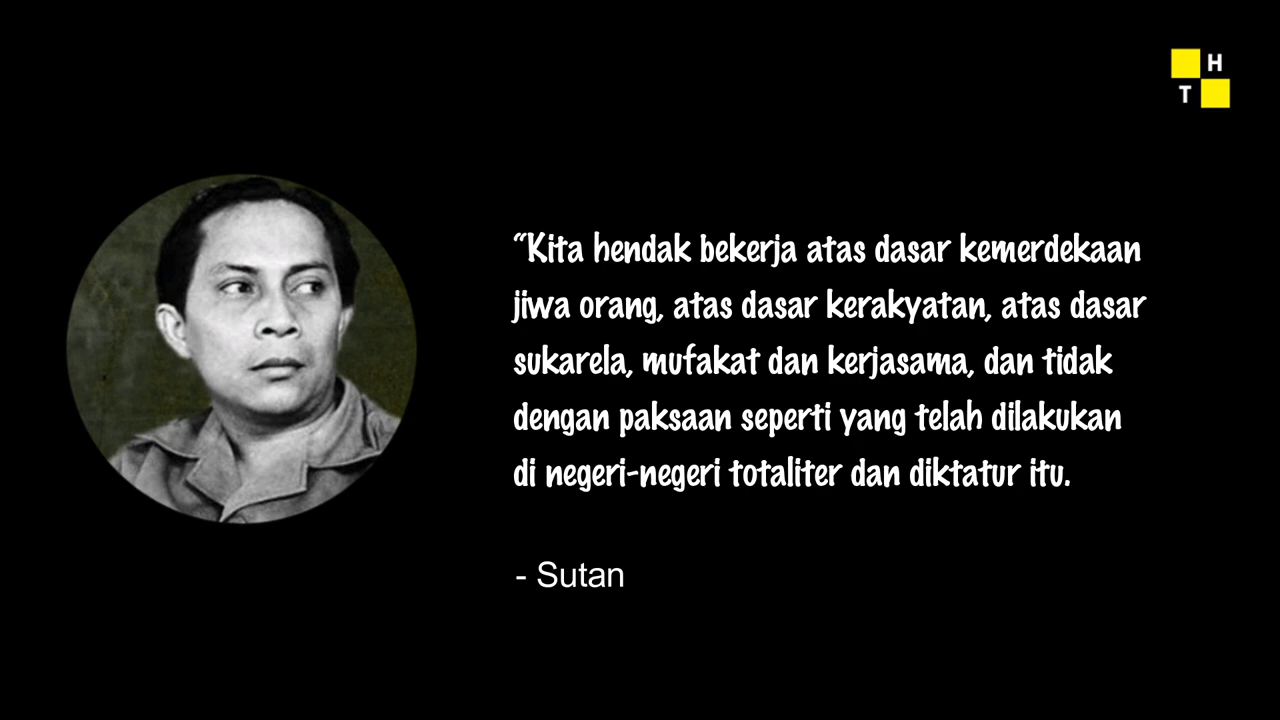 H
T
“Kita hendak bekerja atas dasar kemerdekaan
jiwa orang, atas dasar kerakyatan, atas dasar
sukarela, mufakat dan kerjasama, dan tidak
dengan paksaan seperti yang telah dilakukan
di negeri-negeri totaliter dan diktatur itu.
- Sutan